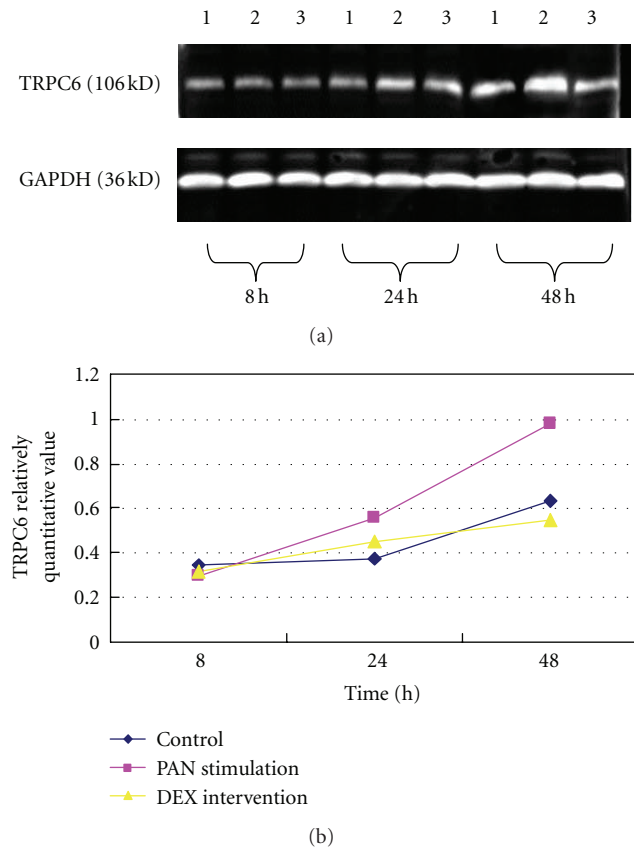 1 2 3 1 2 3 1 2 3
TRPC6 (106 kD)
GAPDH (36 kD)
8 h 24 h 48 h
(a)
1.2
1
0.8
0.6
0.4
0.2
0
TRPC6 relatively
quantitative value
8 24 48
Time (h)
Control
PAN stimulation
DEX intervention
(b)